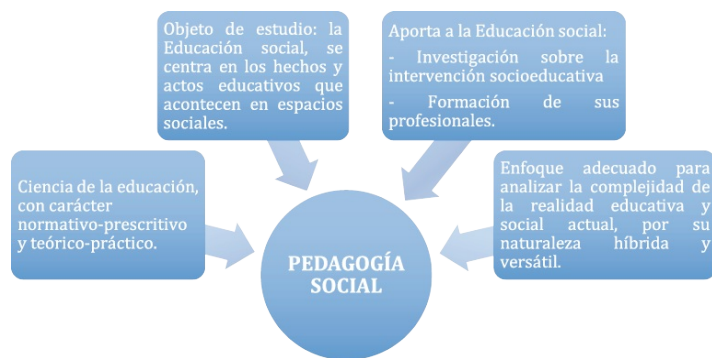 Objeto de estudio: la
Educación social, se
centra en los hechos y
actos educativos que
acontecen en espacios
sociales.
Aporta a la Educación social:
- Investigación sobre la
intervención socioeducativa
- Formación de sus
profesionales.
Ciencia de la educación,
con carácter
normativo-prescritivo
y teórico-práctico.
Enfoque adecuado para
analizar la complejidad de
la realidad educativa y
social actual, por su
naturaleza híbrida y
versátil.
PEDAGOGÍA
SOCIAL